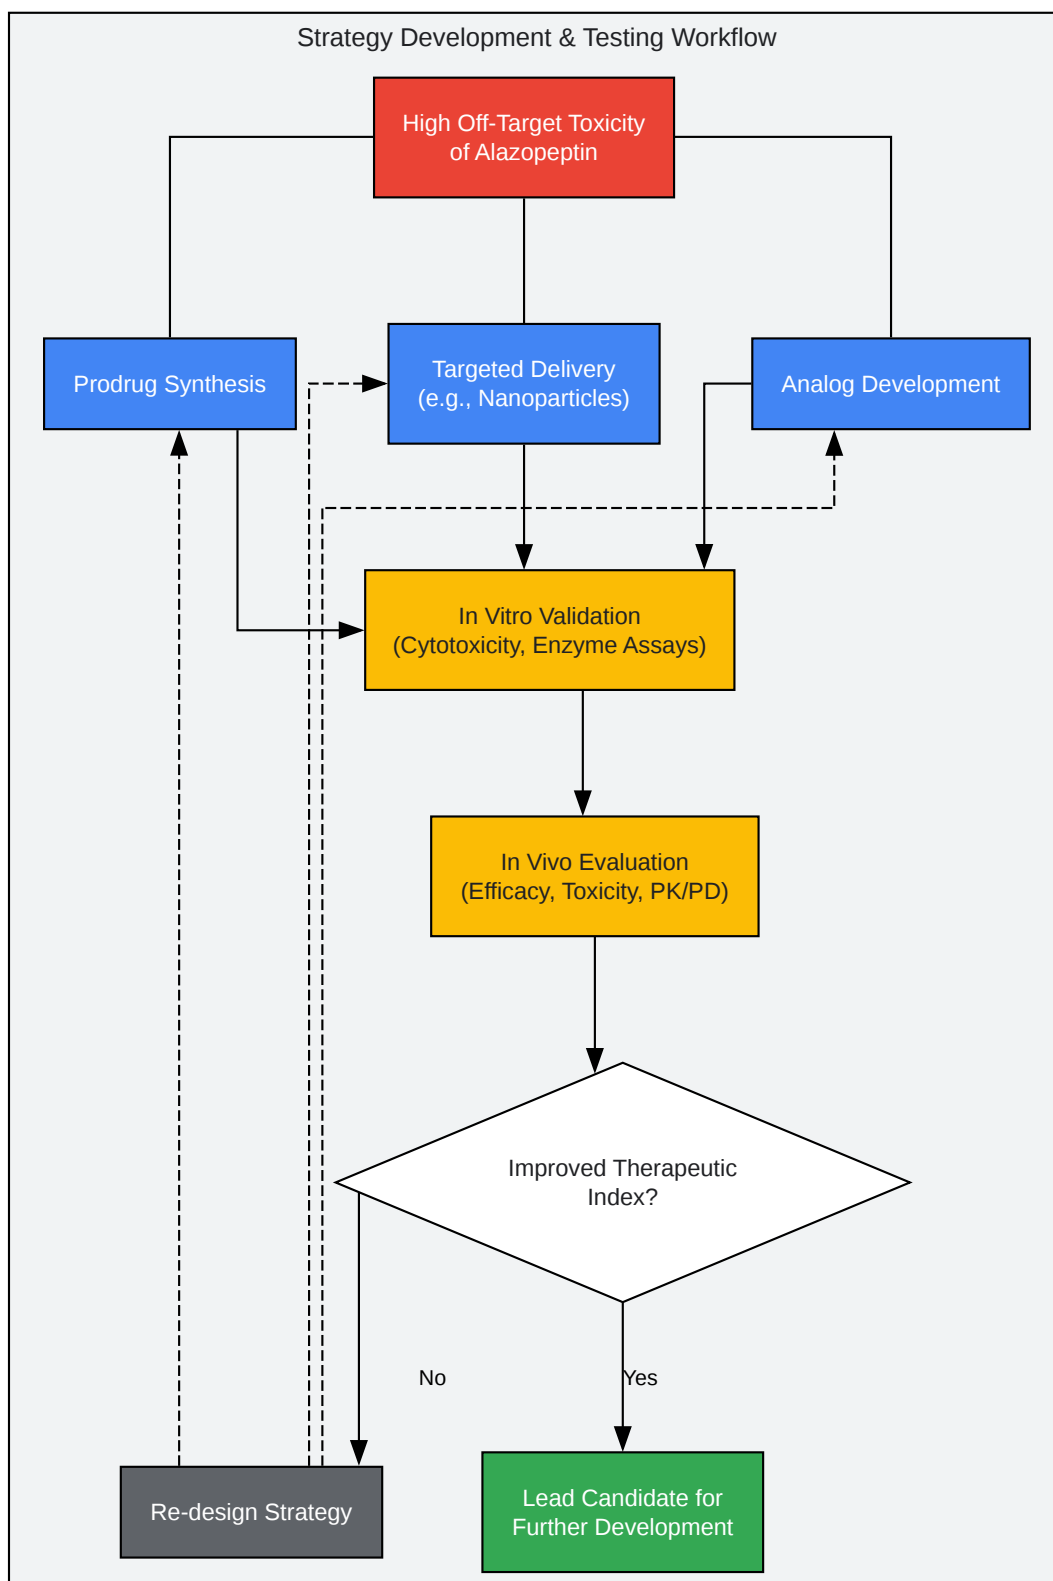 Strategy Development & Testing Workflow
High Off-Target Toxicity
of Alazopeptin
Prodrug Synthesis
Targeted Delivery
(e.g., Nanoparticles)
Analog Development
In Vitro Validation
(Cytotoxicity, Enzyme Assays)
In Vivo Evaluation
(Efficacy, Toxicity, PK/PD)
Improved Therapeutic
Index?
No
Yes
Re-design Strategy
Lead Candidate for
Further Development